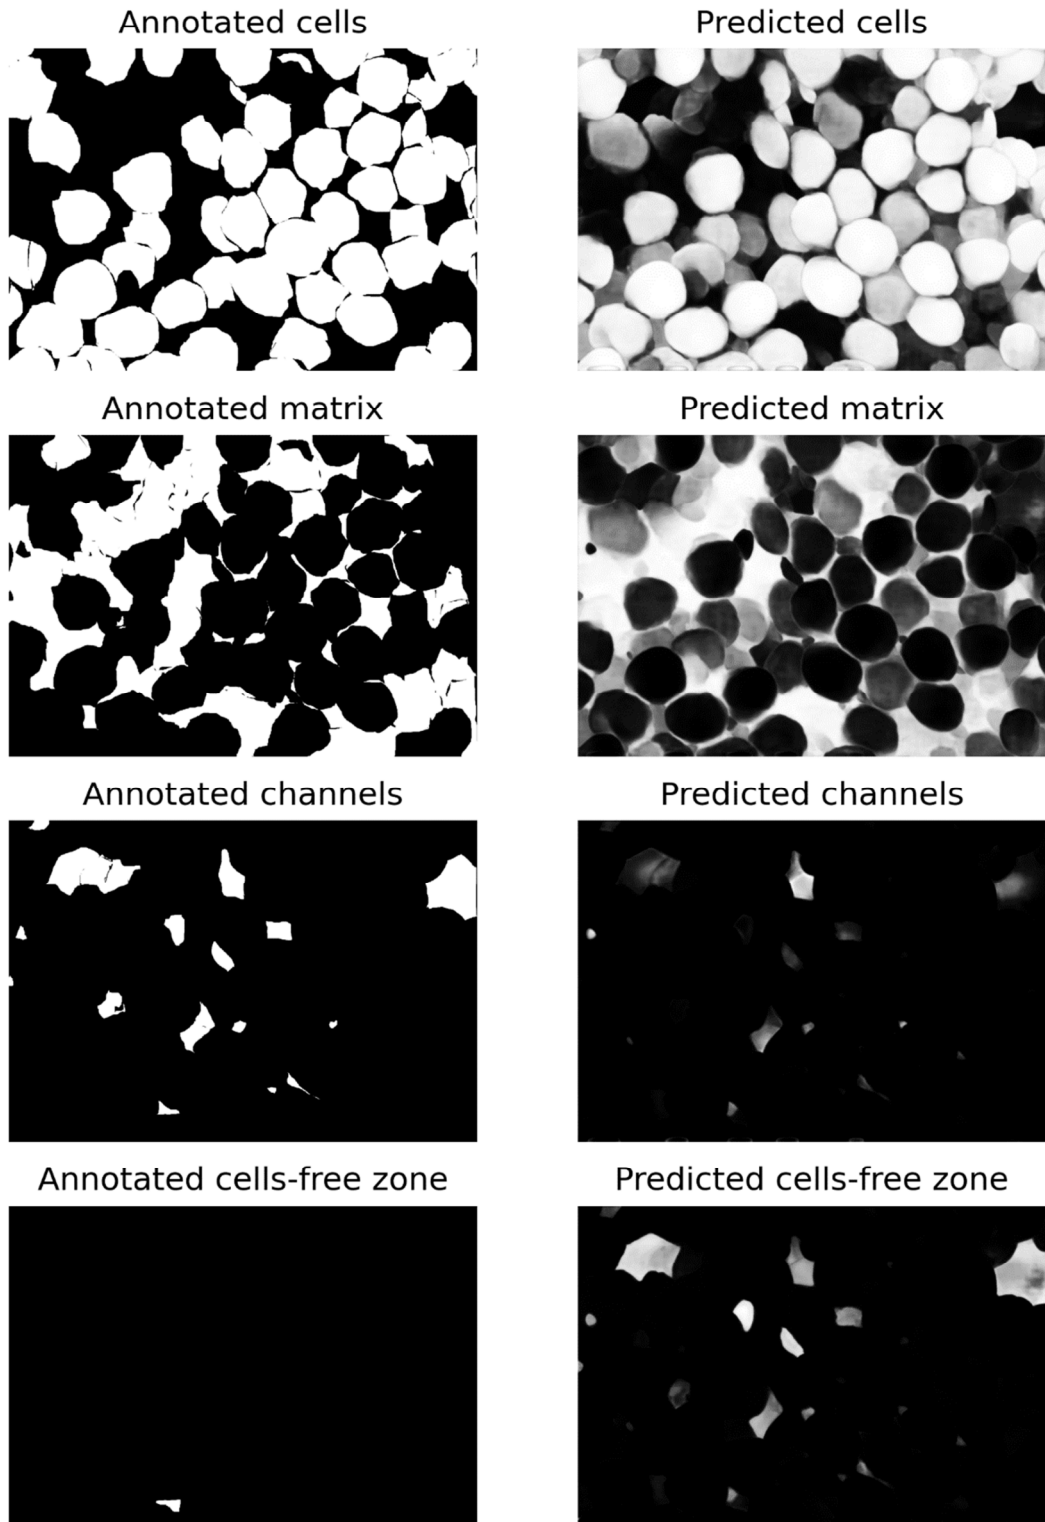 Annotated cells
Predicted cells
Annotated matrix
Predicted matrix
Annotated channels
Predicted channels
Annotated cells-free zone
Predicted cells-free zone